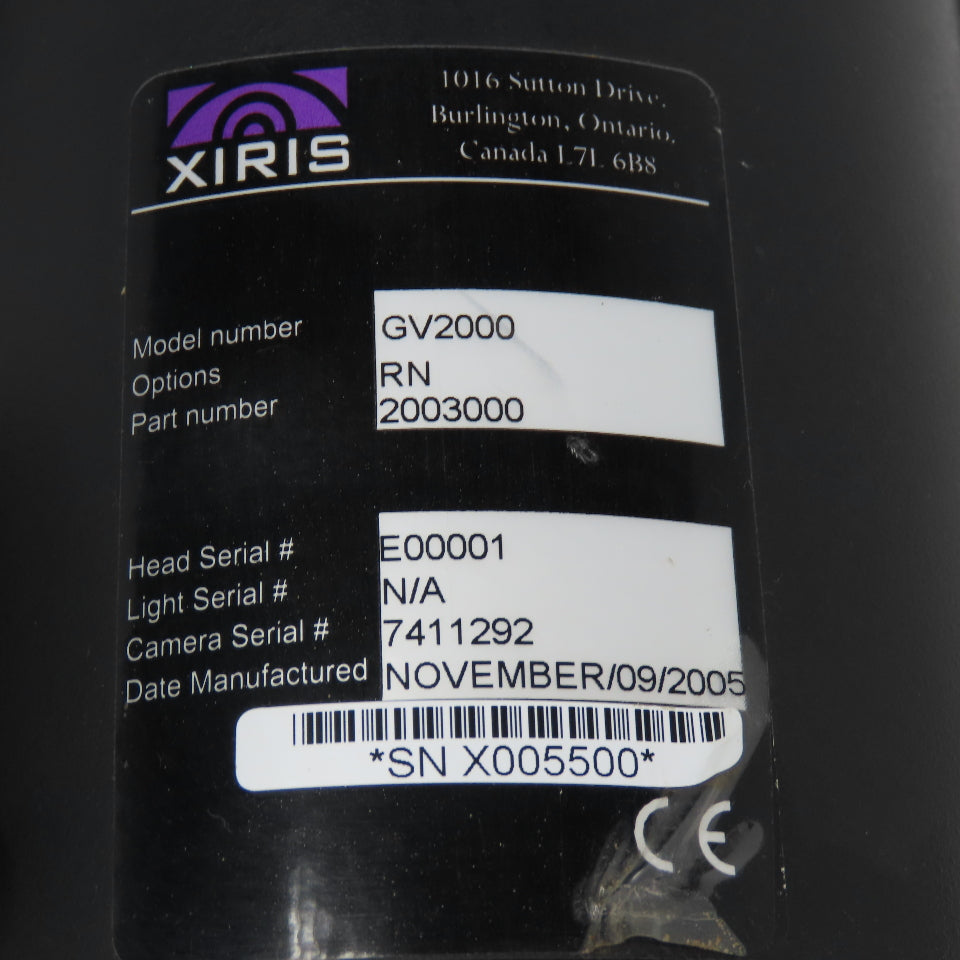 XIRIS
1016 Sutton Drive,
Burlington, Ontario,
Canada L7L 6B8
Model number GV2000
Options RN
Part number 2003000
Head Serial # E00001
Light Serial # N/A
Camera Serial # 7411292
Date Manufactured NOVEMBER/09/2005
*SN X005500*
CE